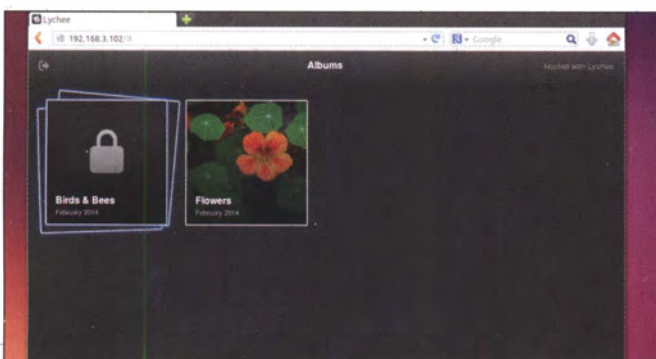 Lychee
192.168.3.102/#
Google
Albums
Hosted with Lychee
Birds & Bees
February 2014
Flowers
February 2014